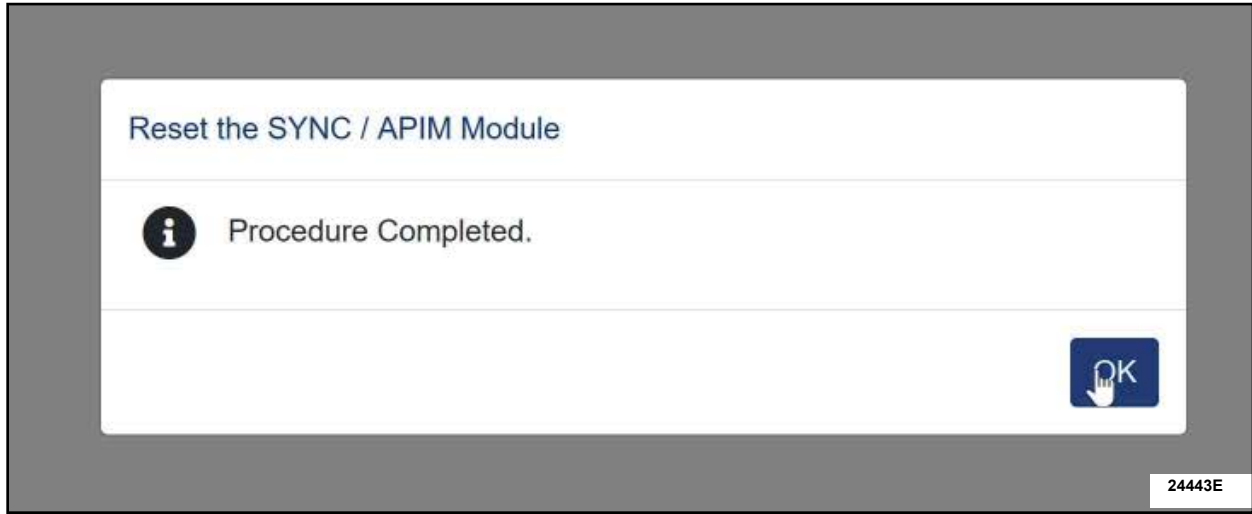 Reset the SYNC / APIM Module
Procedure Completed.
OK
24443E